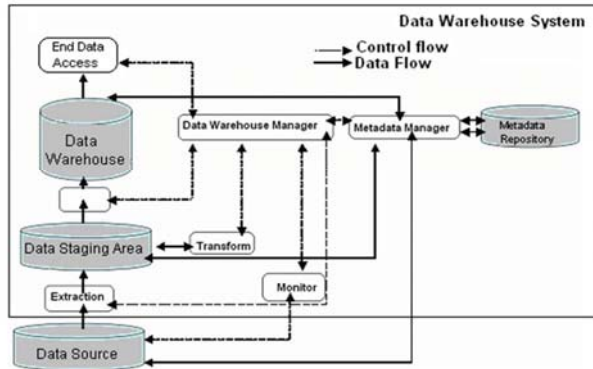 Data Warehouse System
Control flow
Data Flow
End Data
Access
Data
Warehouse
Data Warehouse Manager
Metadata Manager
Metadata
Repository
Data Staging Area
Transform
Extraction
Monitor
Data Source